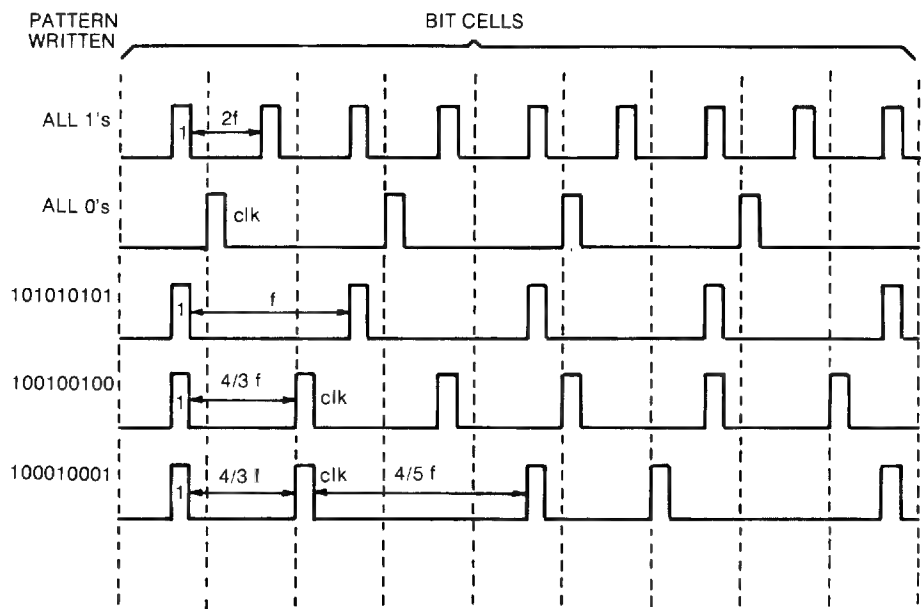 PATTERN
WRITTEN
BIT CELLS
ALL 1's
1
2f
ALL 0's
clk
101010101
1
f
100100100
1
4/3 f
clk
100010001
1
4/3 f
clk
4/5 f